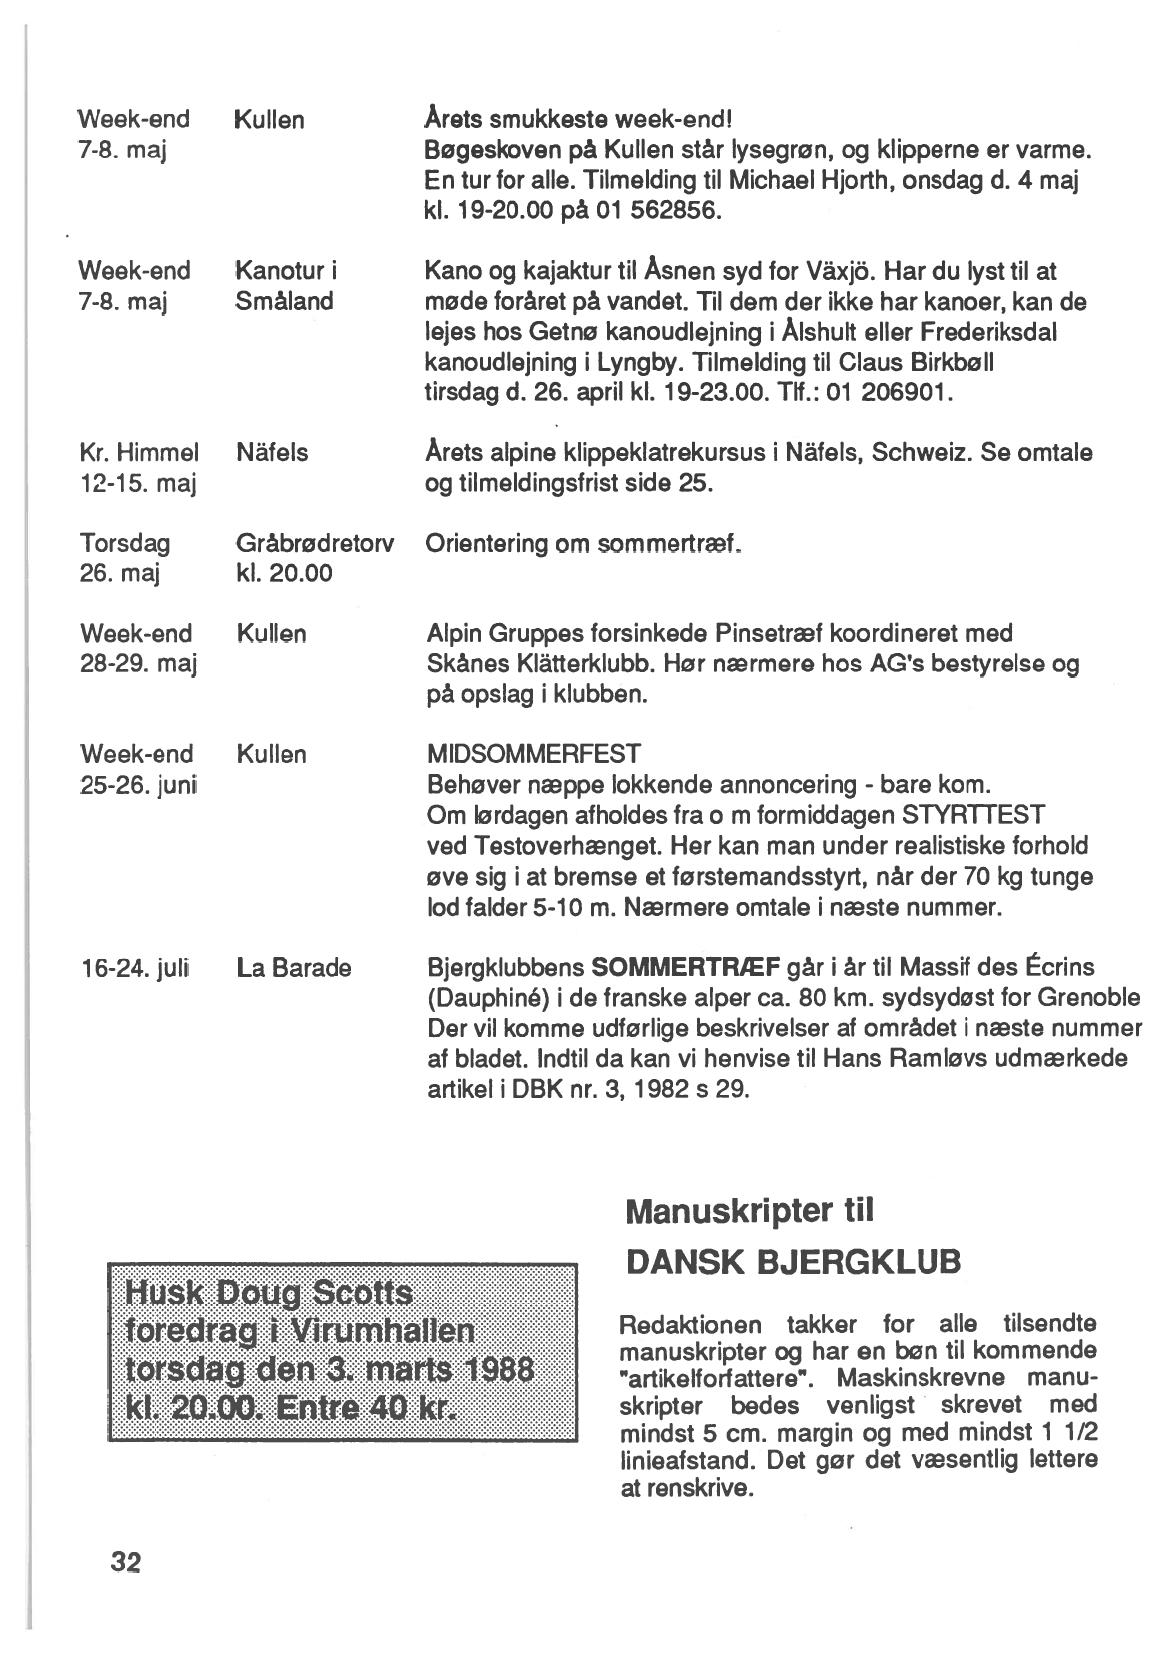 Week-end Kullen Årets smukkeste week-end!
7-8. maj Bøgeskoven på Kullen står lysegrøn, og klipperne er varme.
En tur for alle. Tilmelding til Michael Hjorth, onsdag d. 4 maj
kl. 19-20.00 på 01 562856.
Week-end Kanotur i Kano og kajaktur til Åsnen syd for Växjö. Har du lyst til at
7-8. maj Småland møde foråret på vandet. Til dem der ikke har kanoer, kan de
lejes hos Getnø kanoudlejning i Ålshult eller Frederiksdal
kanoudlejning i Lyngby. Tilmelding til Claus Birkbøll
tirsdag d. 26. april kl. 19-23.00. Tlf.: 01 206901.
Kr. Himmel Näfels Årets alpine klippeklatrekursus i Näfels, Schweiz. Se omtale
12-15. maj og tilmeldingsfrist side 25.
Torsdag Gråbrødretorv Orientering om sommertræf.
26. maj kl. 20.00
Week-end Kullen Alpin Gruppes forsinkede Pinsetræf koordineret med
28-29. maj Skånes Klätterklubb. Hør nærmere hos AG's bestyrelse og
på opslag i klubben.
Week-end Kullen MIDSOMMERFEST
25-26. juni Behøver næppe lokkende annoncering - bare kom.
Om lørdagen afholdes fra o m formiddagen STYRTTEST
ved Testoverhænget. Her kan man under realistiske forhold
øve sig i at bremse et førstemandsstyrt, når der 70 kg tunge
lod falder 5-10 m. Nærmere omtale i næste nummer.
16-24. juli La Barade Bjergklubbens SOMMERTRÆF går i år til Massif des Écrins
(Dauphiné) i de franske alper ca. 80 km. sydsydøst for Grenoble
Der vil komme udførlige beskrivelser af området i næste nummer
af bladet. Indtil da kan vi henvise til Hans Ramløvs udmærkede
artikel i DBK nr. 3, 1982 s 29.
Husk Doug Scotts
foredrag i Virumhallen
torsdag den 3. marts 1988
kl. 20.00. Entre 40 kr.
Manuskripter til
DANSK BJERGKLUB
Redaktionen takker for alle tilsendte
manuskripter og har en bøn til kommende
"artikelforfattere". Maskinskrevne manu-
skripter bedes venligst skrevet med
mindst 5 cm. margin og med mindst 1 1/2
linieafstand. Det gør det væsentlig lettere
at renskrive.
32